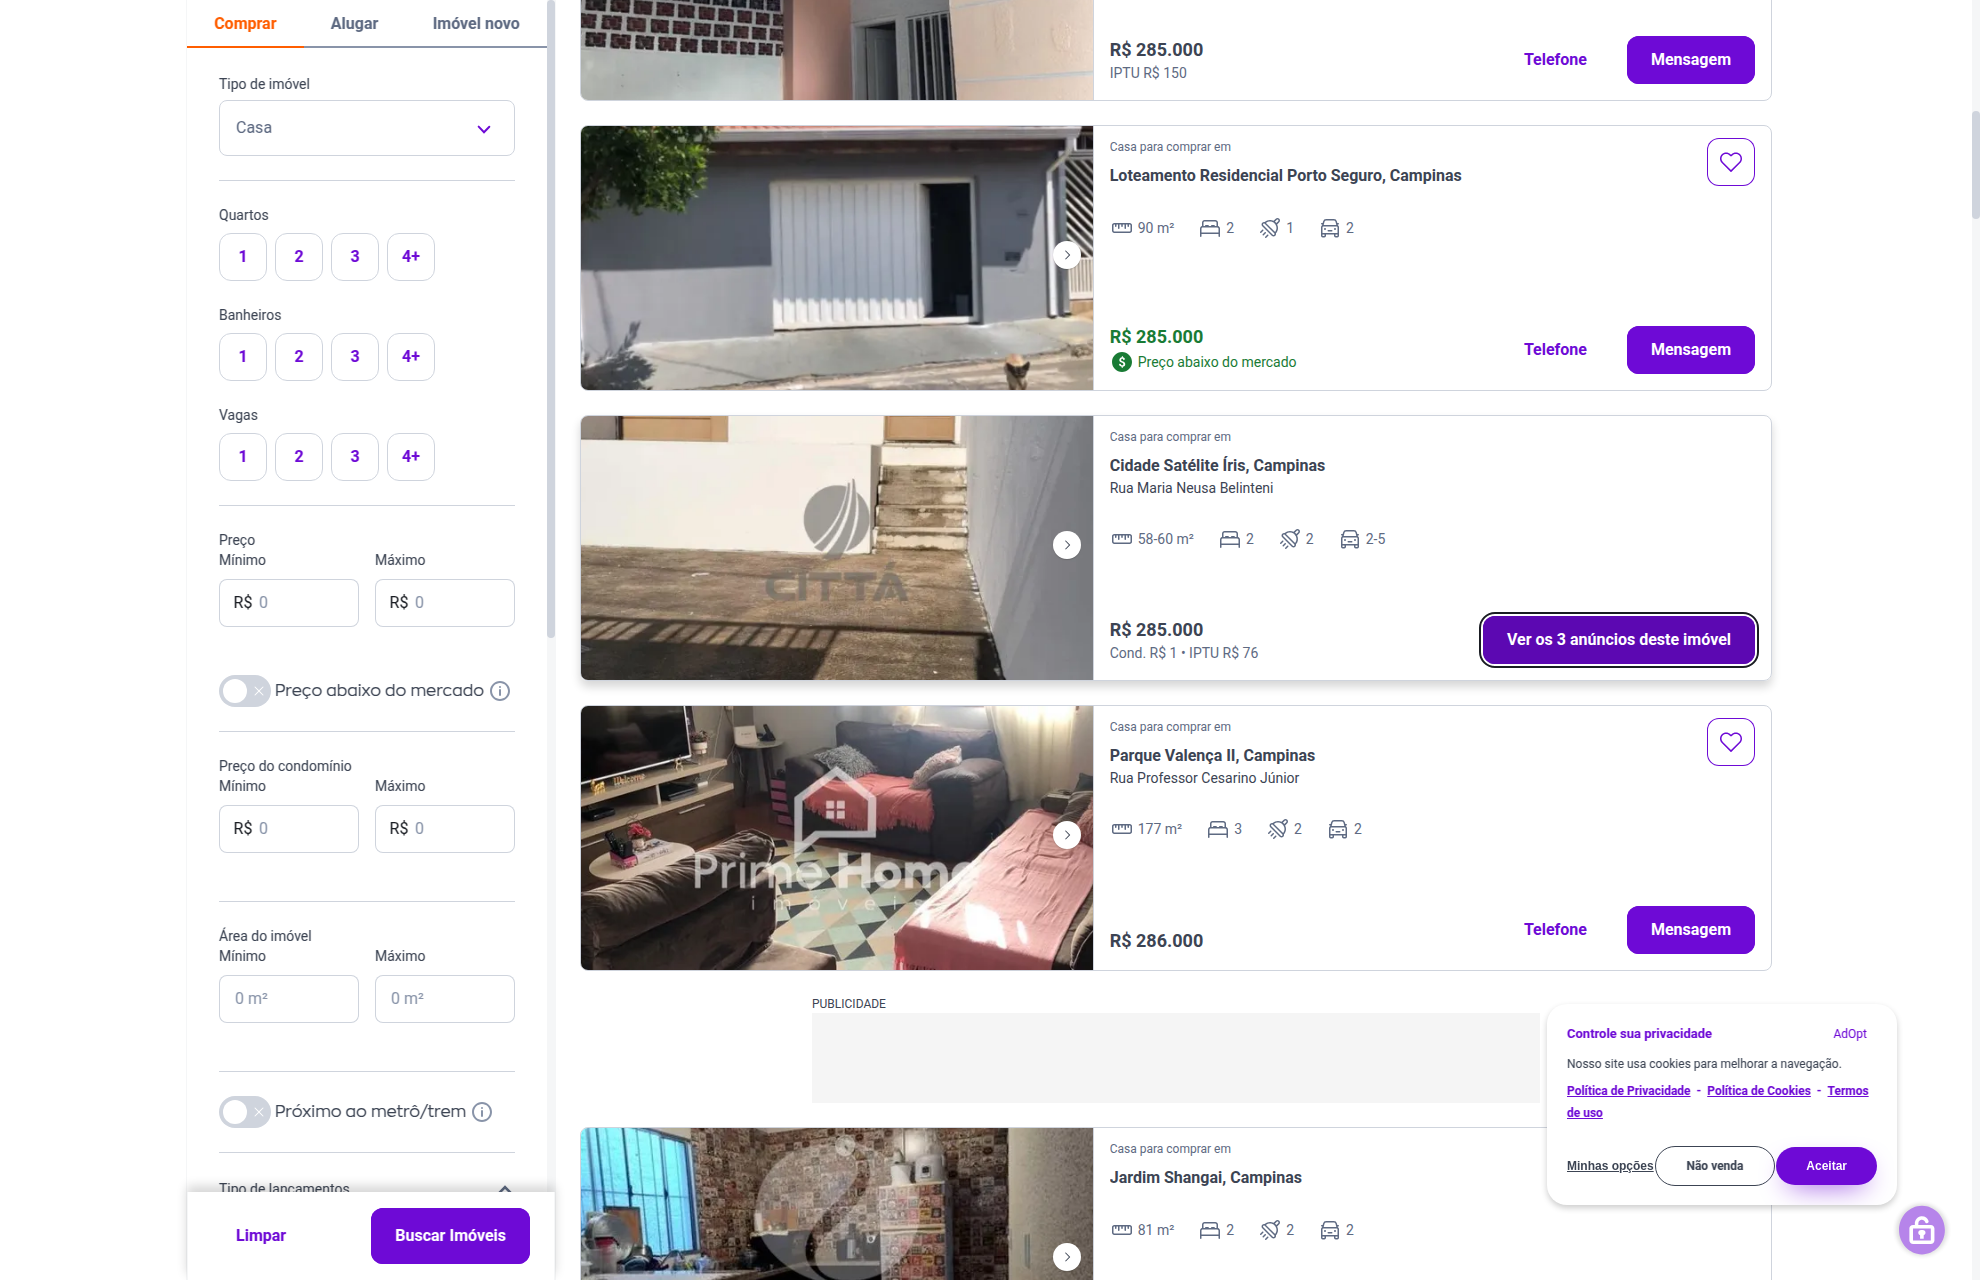 Comprar
Alugar
Imóvel novo
Tipo de imóvel
Casa
Quartos
1
2
3
4+
Banheiros
1
2
3
4+
Vagas
1
2
3
4+
Preço
Mínimo
Máximo
R$ 0
R$ 0
Preço abaixo do mercado
Preço do condomínio
Mínimo
Máximo
R$ 0
R$ 0
Área do imóvel
Mínimo
Máximo
0 m²
0 m²
Próximo ao metrô/trem
Tipo de lançamentos
Limpar
Buscar Imóveis
R$ 285.000
IPTU R$ 150
Telefone
Mensagem
Casa para comprar em
Loteamento Residencial Porto Seguro, Campinas
90 m²
2
1
2
R$ 285.000
$ Preço abaixo do mercado
Telefone
Mensagem
CITTÁ
Casa para comprar em
Cidade Satélite Íris, Campinas
Rua Maria Neusa Belinteni
58-60 m²
2
2
2-5
R$ 285.000
Cond. R$ 1 • IPTU R$ 76
Ver os 3 anúncios deste imóvel
Welcome
Prime Home
imóveis
Casa para comprar em
Parque Valença II, Campinas
Rua Professor Cesarino Júnior
177 m²
3
2
2
R$ 286.000
Telefone
Mensagem
PUBLICIDADE
Casa para comprar em
Jardim Shangai, Campinas
81 m²
2
2
2
Controle sua privacidade
AdOpt
Nosso site usa cookies para melhorar a navegação.
Política de Privacidade - Política de Cookies - Termos
de uso
Minhas opções
Não venda
Aceitar